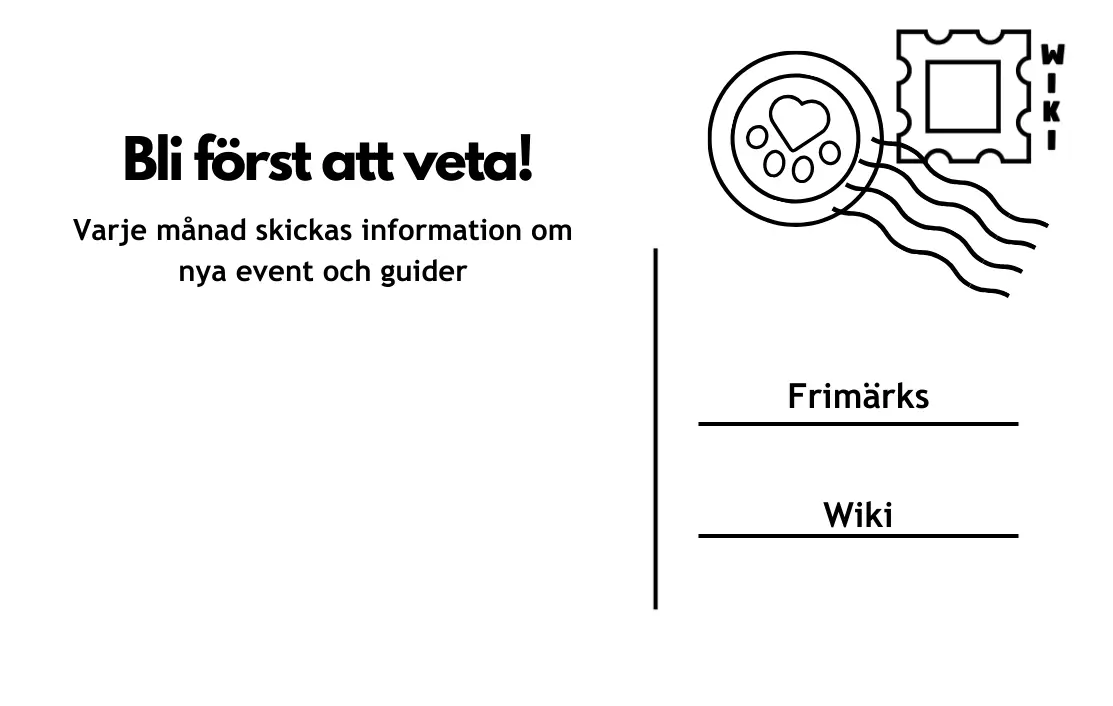 Bli först att veta!
Varje månad skickas information om
nya event och guider
WIKI
Frimärks
Wiki